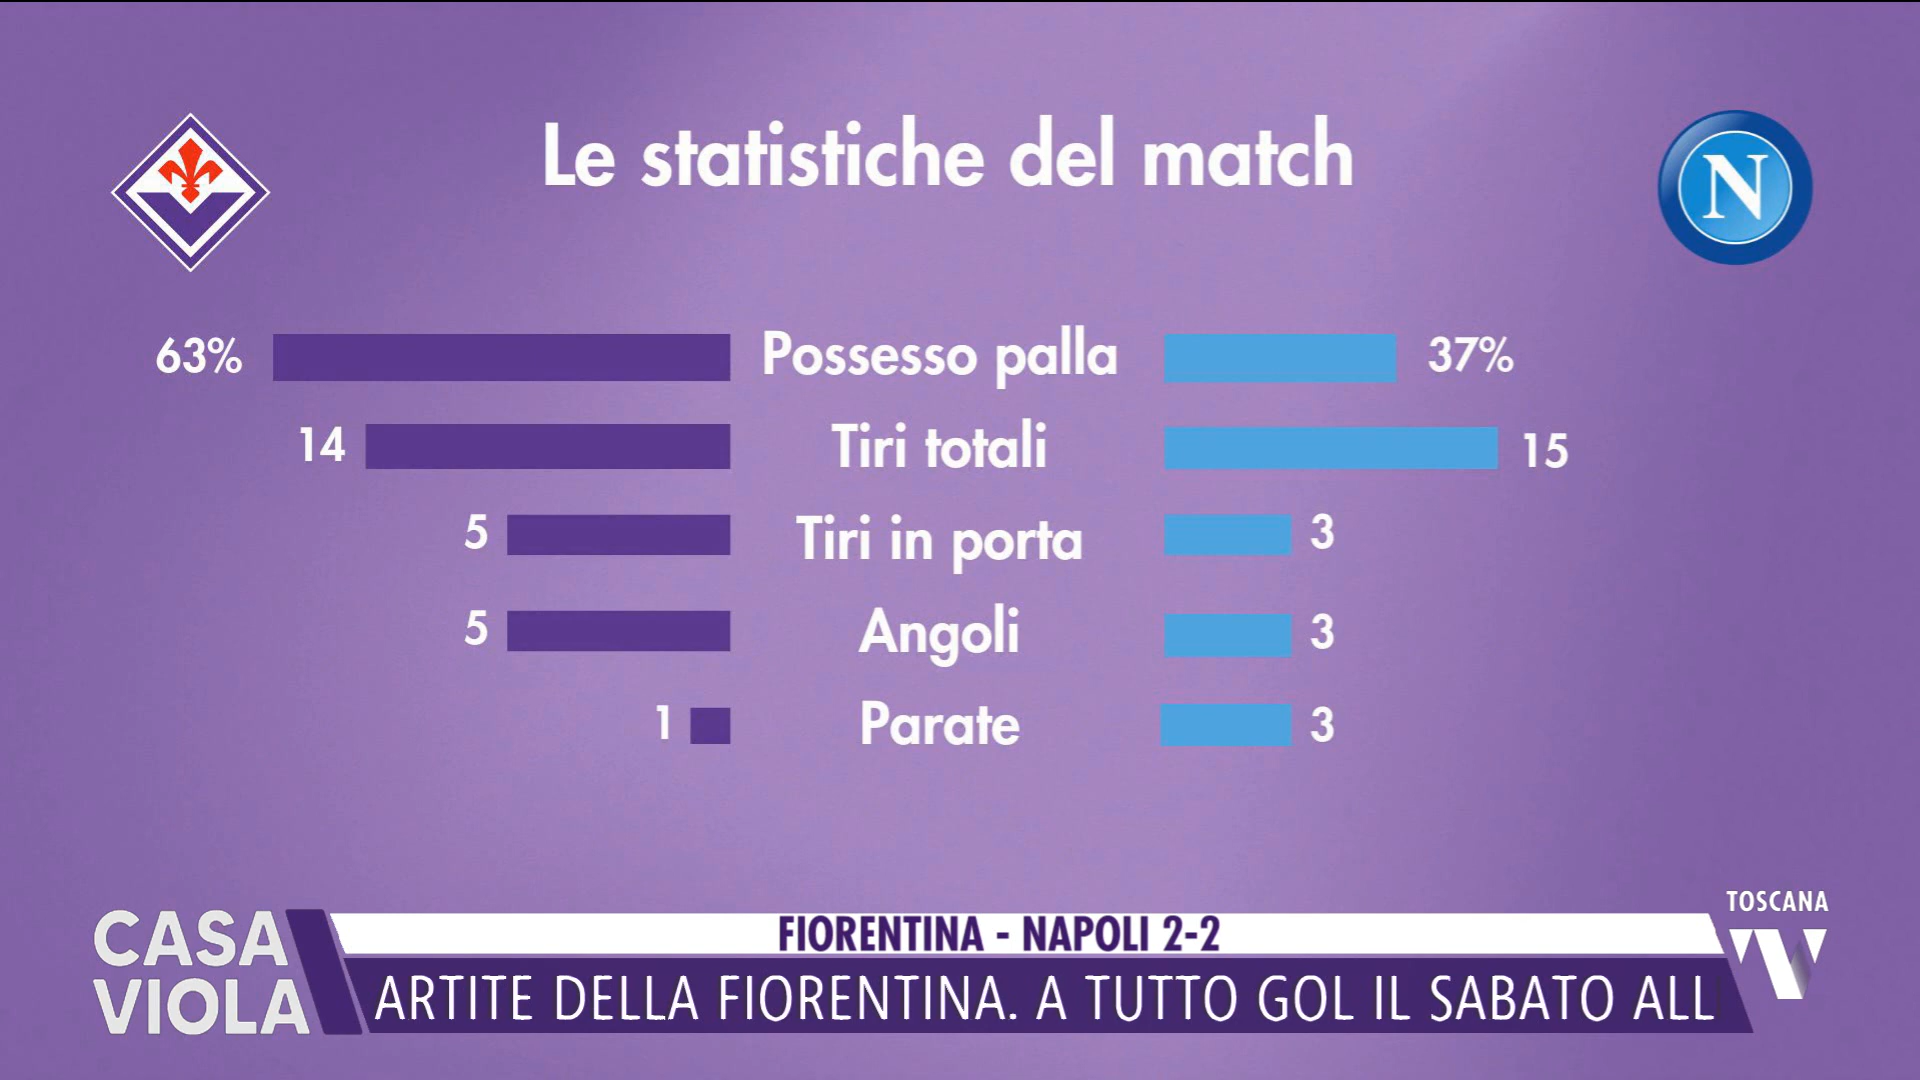 Le statistiche del match
N
63% Possesso palla 37%
14 Tiri totali 15
5 Tiri in porta 3
5 Angoli 3
1 Parate 3
CASA VIOLA
FIORENTINA - NAPOLI 2-2
ARTITE DELLA FIORENTINA. A TUTTO GOL IL SABATO ALL
TOSCANA
TV